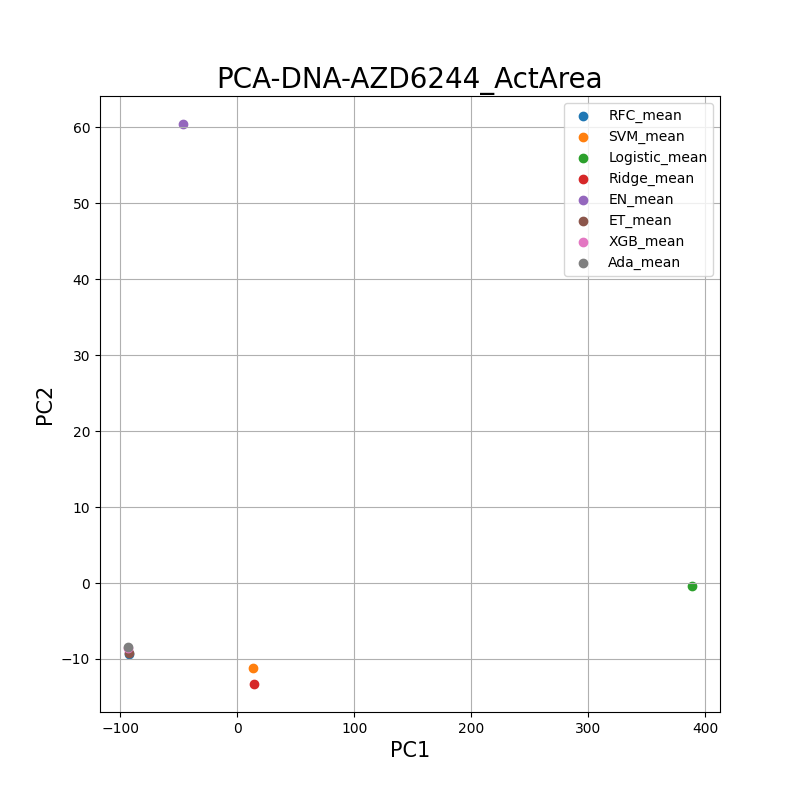 PCA-DNA-AZD6244_ActArea
RFC_mean
SVM_mean
Logistic_mean
Ridge_mean
EN_mean
ET_mean
XGB_mean
Ada_mean
60
50
40
30
20
10
0
−10
PC2
−100 0 100 200 300 400
PC1